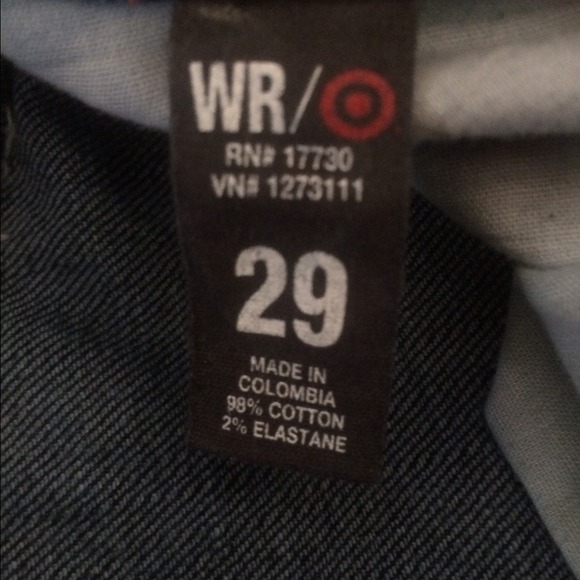 WR/
RN# 17730
VN# 1273111
29
MADE IN
COLOMBIA
98% COTTON
2% ELASTANE